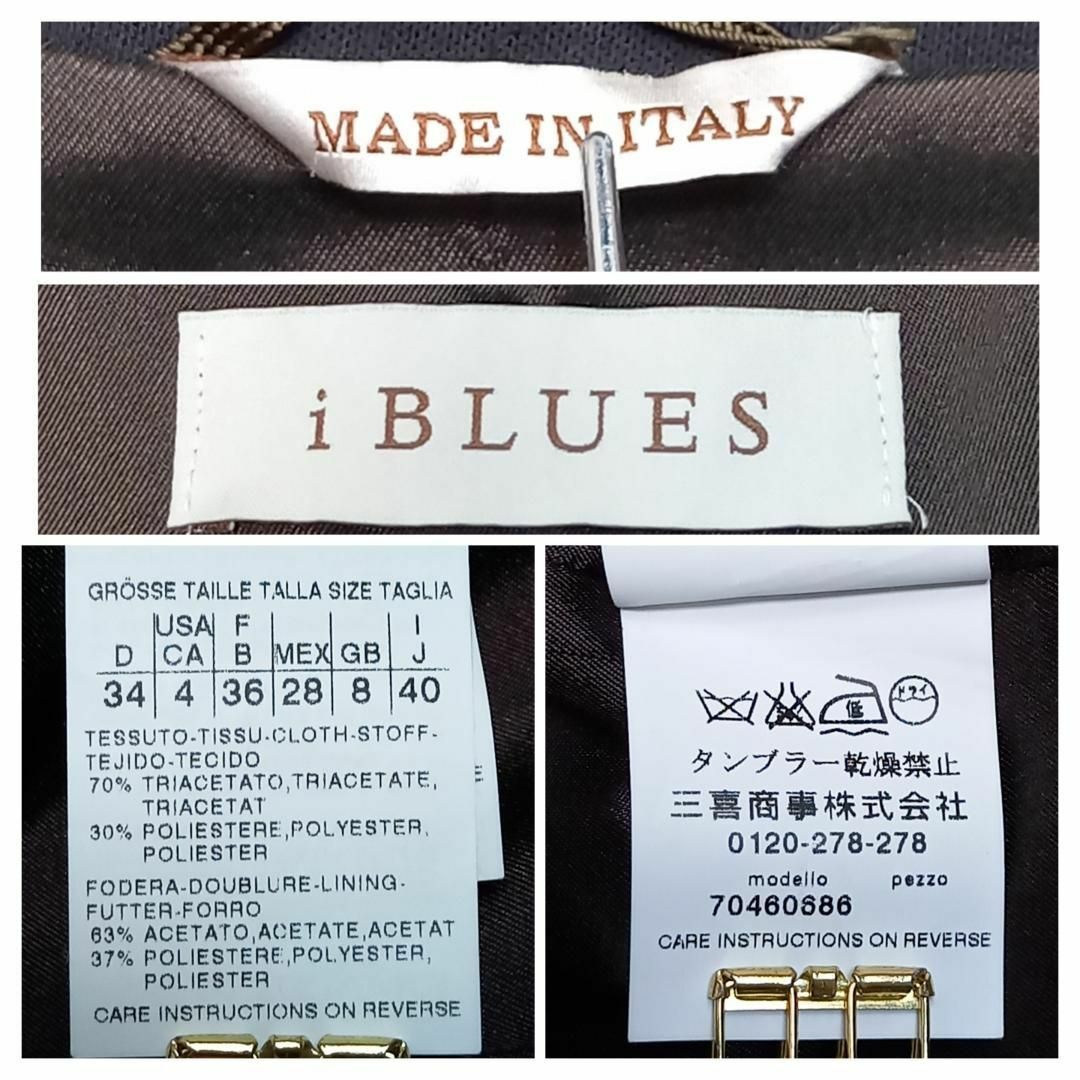 MADE IN ITALY
i BLUES
GRÖSSE TAILLE TALLA SIZE TAGLIA
D USA CA F B MEX GB I J
34 4 36 28 8 40
TESSUTO-TISSU-CLOTH-STOFF-
TEJIDO-TECIDO
70% TRIACETATO,TRIACETATE,
TRIACETAT
30% POLIESTERE,POLYESTER,
POLIESTER
FODERA-DOUBLURE-LINING-
FUTTER-FORRO
63% ACETATO,ACETATE,ACETAT
37% POLIESTERE,POLYESTER,
POLIESTER
CARE INSTRUCTIONS ON REVERSE
低 ドライ
タンブラー乾燥禁止
三喜商事株式会社
0120-278-278
modello pezzo
70460686
CARE INSTRUCTIONS ON REVERSE